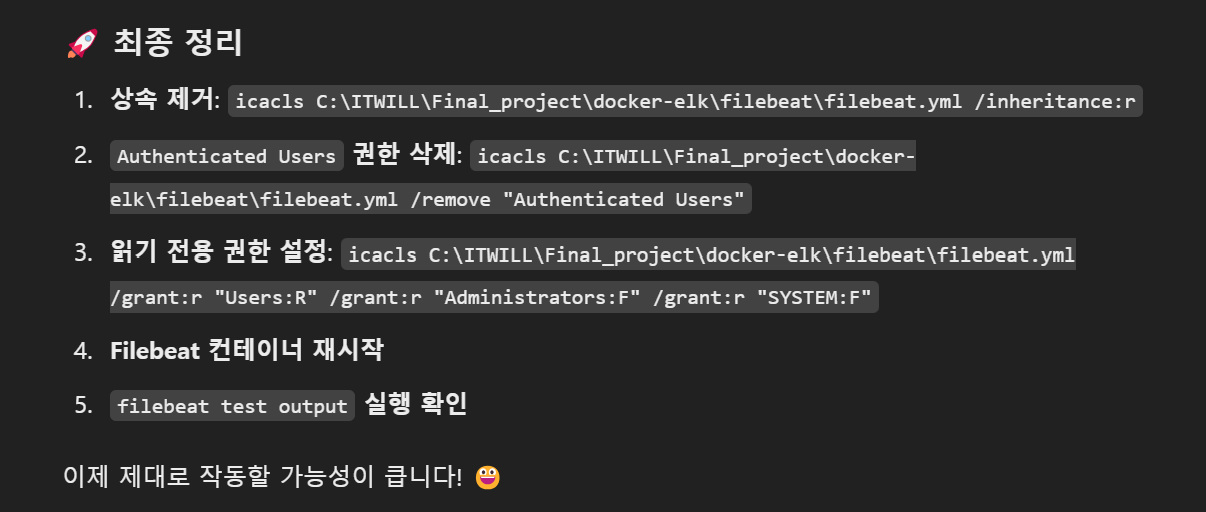 🚀 최종 정리
1. 상속 제거: icacls C:\ITWILL\Final_project\docker-elk\filebeat\filebeat.yml /inheritance:r
2. Authenticated Users 권한 삭제: icacls C:\ITWILL\Final_project\docker-
elk\filebeat\filebeat.yml /remove "Authenticated Users"
3. 읽기 전용 권한 설정: icacls C:\ITWILL\Final_project\docker-elk\filebeat\filebeat.yml
/grant:r "Users:R" /grant:r "Administrators:F" /grant:r "SYSTEM:F"
4. Filebeat 컨테이너 재시작
5. filebeat test output 실행 확인
이제 제대로 작동할 가능성이 큽니다! 😀